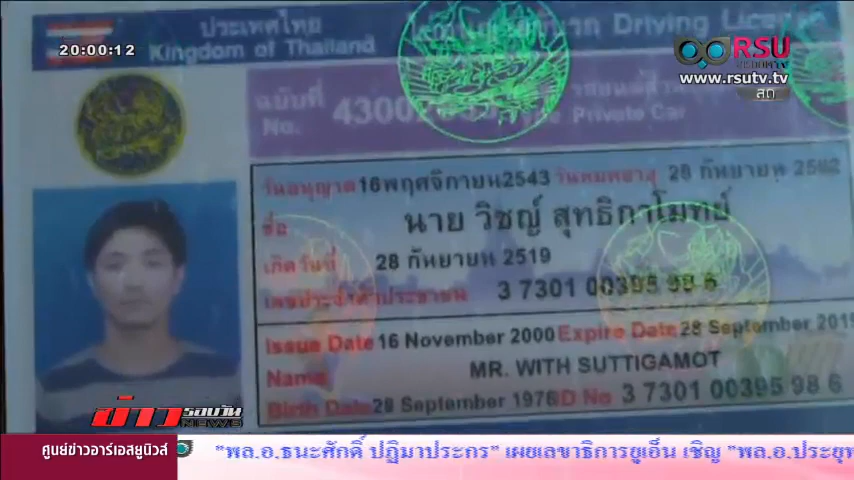 20:00:12
ประเทศไทย
Kingdom of Thailand
Driving License
RSU
www.rsutv.tv
สด
ฉบับที่
No.
Private Car
วันอนุญาต 16 พฤศจิกายน 2543 วันหมดอายุ 28 กันยายน 2562
ชื่อ นาย วิชญ์ สุทธิกาโมทย์
เกิดวันที่ 28 กันยายน 2519
เลขประจำตัวประชาชน 3 7301 00395 98 6
Issue Date 16 November 2000 Expire Date 28 September 2019
Name MR. WITH SUTTIGAMOT
Birth Date 28 September 1976 ID No 3 7301 00395 98 6
ข่าว รอบวัน
NEWS
ศูนย์ข่าวอาร์เอสยูนิวส์ "พล.อ.ธนะศักดิ์ ปฏิมาประกร" เผยเลขาธิการยูเอ็น เชิญ "พล.อ.ประยุท